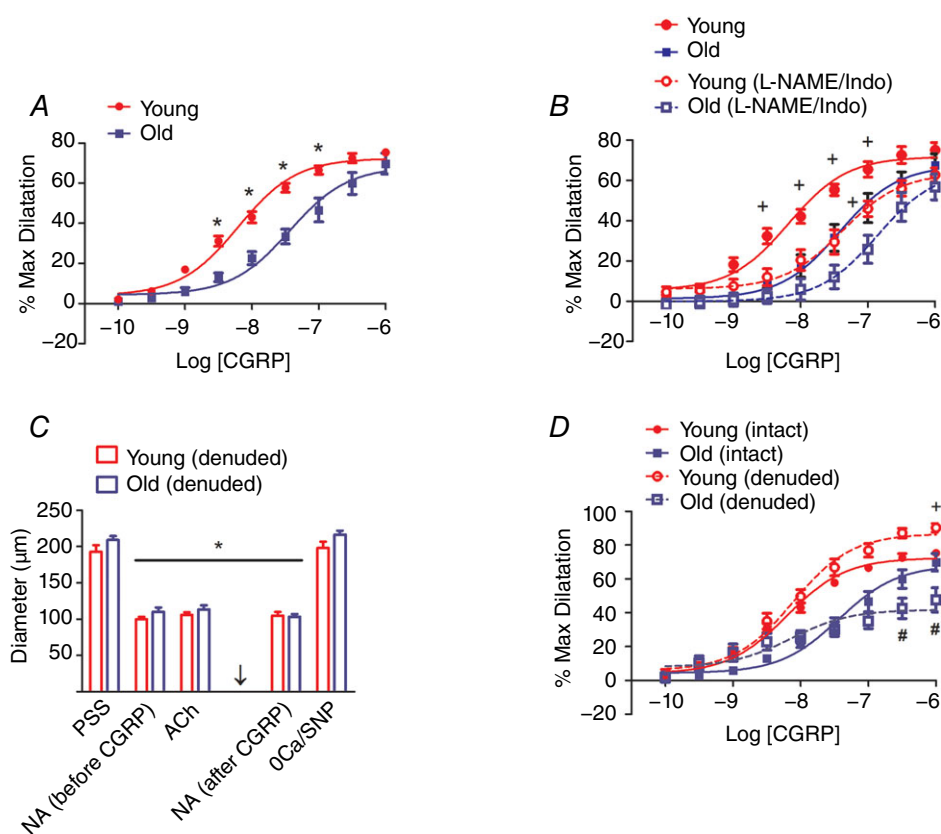 A
Young
Old
80
60
40
20
0
−20
% Max Dilatation
*
*
*
*
−10
−9
−8
−7
−6
Log [CGRP]
Young
Old
Young (L-NAME/Indo)
Old (L-NAME/Indo)
B
80
60
40
20
0
−20
% Max Dilatation
+
+
+
+
+
−10
−9
−8
−7
−6
Log [CGRP]
C
Young (denuded)
Old (denuded)
250
200
150
100
50
Diameter (µm)
*
↓
PSS
NA (before CGRP)
ACh
NA (after CGRP)
0Ca/SNP
D
Young (intact)
Old (intact)
Young (denuded)
Old (denuded)
100
80
60
40
20
0
−20
% Max Dilatation
+
#
#
−10
−9
−8
−7
−6
Log [CGRP]